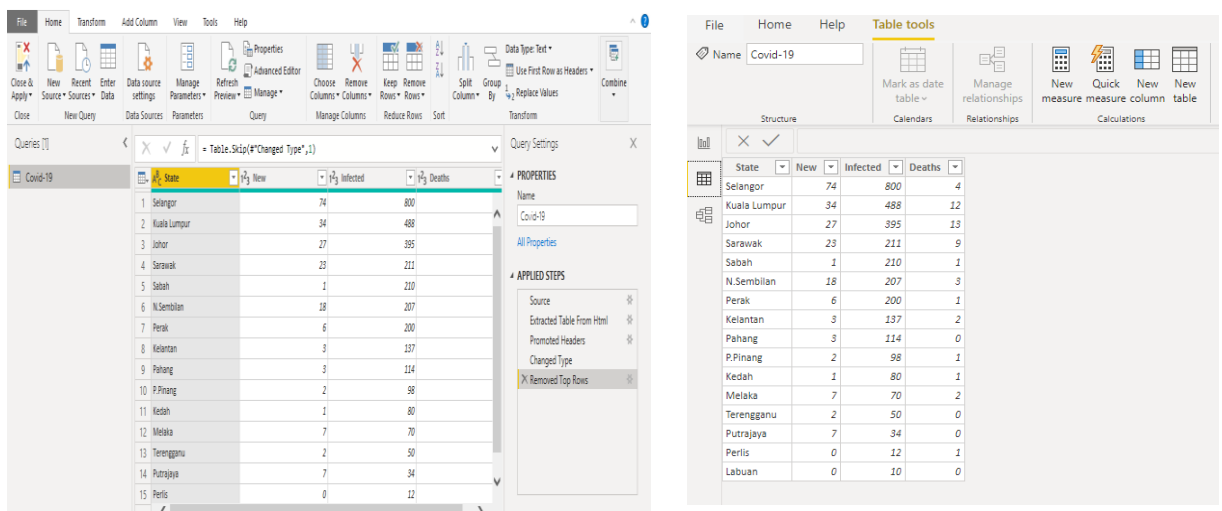 File Home Transform Add Column View Tools Help
Close & Apply New Source Recent Sources Enter Data Data source settings Manage Parameters Refresh Preview Properties Advanced Editor Manage Choose Columns Remove Columns Keep Rows Remove Rows Split Column Group By Data Type: Text Use First Row as Headers Replace Values Combine
Close New Query Data Sources Parameters Query Manage Columns Reduce Rows Sort Transform
Queries [1]
Covid-19
= Table.Skip(#"Changed Type",1)
State New Infected Deaths
1 Selangor 74 800
2 Kuala Lumpur 34 488
3 Johor 27 395
4 Sarawak 23 211
5 Sabah 1 210
6 N.Sembilan 18 207
7 Perak 6 200
8 Kelantan 3 137
9 Pahang 3 114
10 P.Pinang 2 98
11 Kedah 1 80
12 Melaka 7 70
13 Terengganu 2 50
14 Putrajaya 7 34
15 Perlis 0 12
Query Settings
PROPERTIES
Name
Covid-19
All Properties
APPLIED STEPS
Source
Extracted Table From Html
Promoted Headers
Changed Type
Removed Top Rows
File Home Help Table tools
Name Covid-19
Mark as date table
Manage relationships
New measure Quick measure New column New table
Structure Calendars Relationships Calculations
State New Infected Deaths
Selangor 74 800 4
Kuala Lumpur 34 488 12
Johor 27 395 13
Sarawak 23 211 9
Sabah 1 210 1
N.Sembilan 18 207 3
Perak 6 200 1
Kelantan 3 137 2
Pahang 3 114 0
P.Pinang 2 98 1
Kedah 1 80 1
Melaka 7 70 2
Terengganu 2 50 0
Putrajaya 7 34 0
Perlis 0 12 1
Labuan 0 10 0